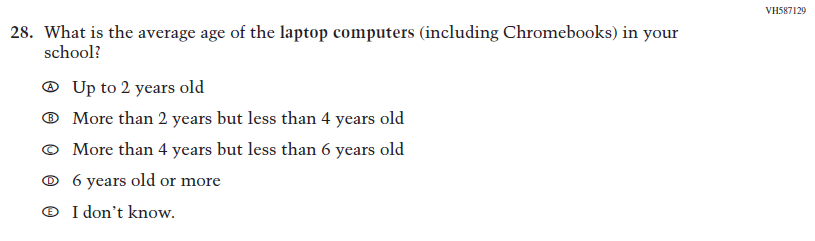 VH587129
28. What is the average age of the laptop computers (including Chromebooks) in your
school?
Ⓐ Up to 2 years old
Ⓑ More than 2 years but less than 4 years old
Ⓒ More than 4 years but less than 6 years old
Ⓓ 6 years old or more
Ⓔ I don’t know.